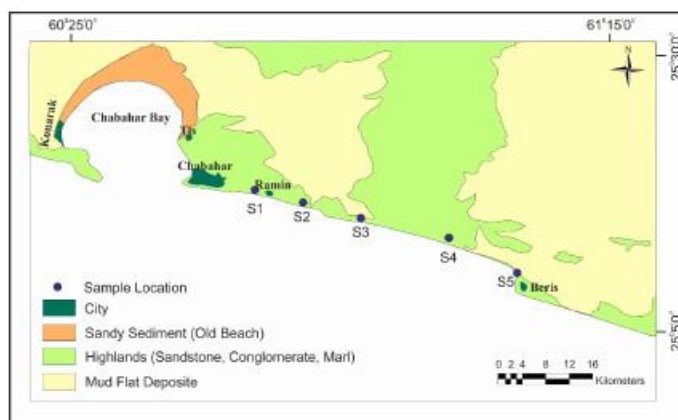 60°25'0"
61°15'0"
25°30'0"
N
Konarak
Chabahar Bay
Tis
Chabahar
Ramin
S1
S2
S3
S4
S5
Beris
Sample Location
City
Sandy Sediment (Old Beach)
Highlands (Sandstone, Conglomerate, Marl)
Mud Flat Deposite
0 2 4 8 12 16
Kilometers
25°50'0"